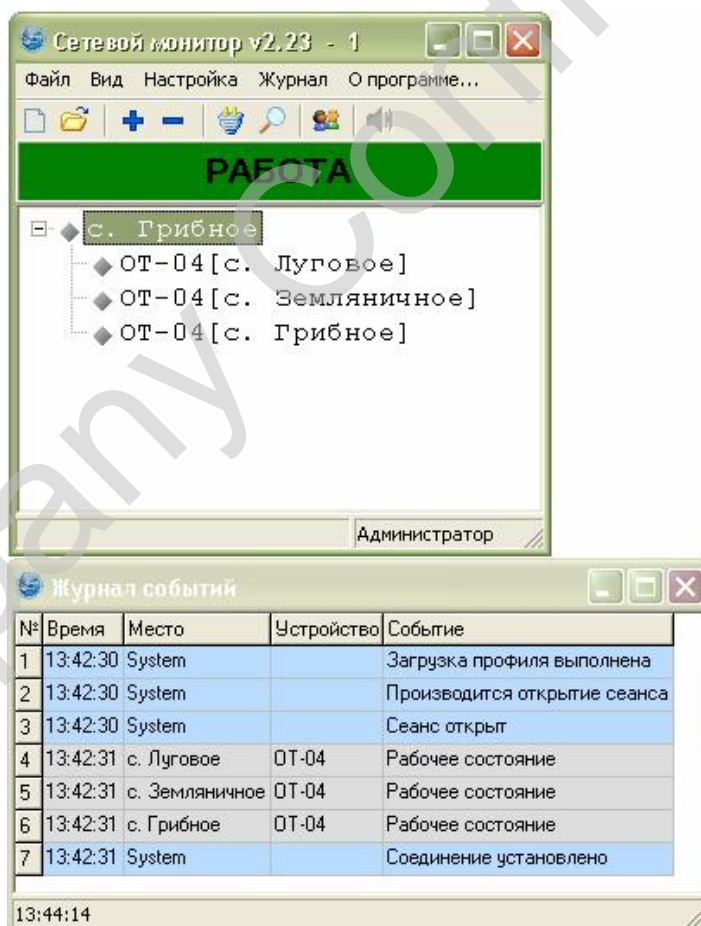 Сетевой монитор v2.23 - 1
Файл Вид Настройка Журнал О программе...
РАБОТА
с. Грибное
ОТ-04[с. Луговое]
ОТ-04[с. Земляничное]
ОТ-04[с. Грибное]
Администратор
Журнал событий
№ Время Место Устройство Событие
1 13:42:30 System Загрузка профиля выполнена
2 13:42:30 System Производится открытие сеанса
3 13:42:30 System Сеанс открыт
4 13:42:31 с. Луговое ОТ-04 Рабочее состояние
5 13:42:31 с. Земляничное ОТ-04 Рабочее состояние
6 13:42:31 с. Грибное ОТ-04 Рабочее состояние
7 13:42:31 System Соединение установлено
13:44:14